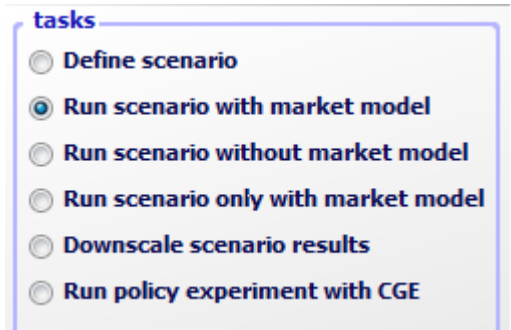 tasks
Define scenario
Run scenario with market model
Run scenario without market model
Run scenario only with market model
Downscale scenario results
Run policy experiment with CGE